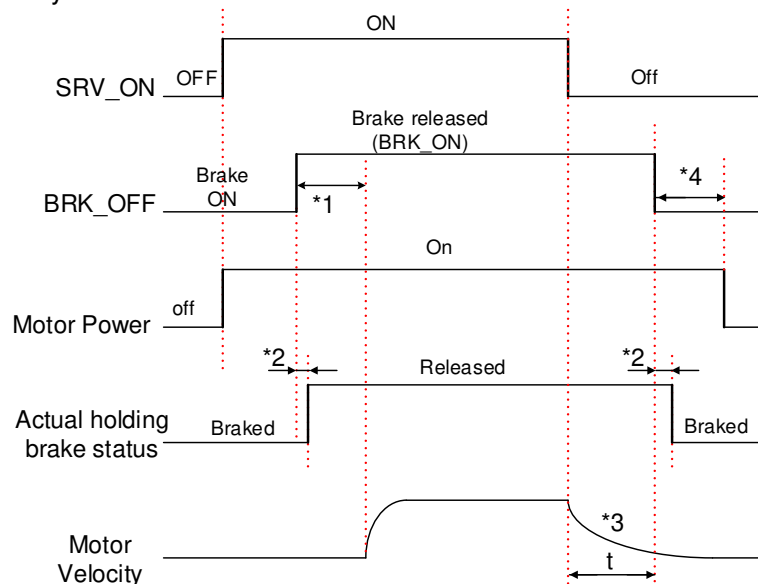 ON
OFF
Off
SRV_ON
Brake released
(BRK_ON)
Brake
ON
*1
*4
BRK_OFF
On
off
Motor Power
*2
Released
*2
Actual holding
brake status
Braked
Braked
*3
Motor
Velocity
t